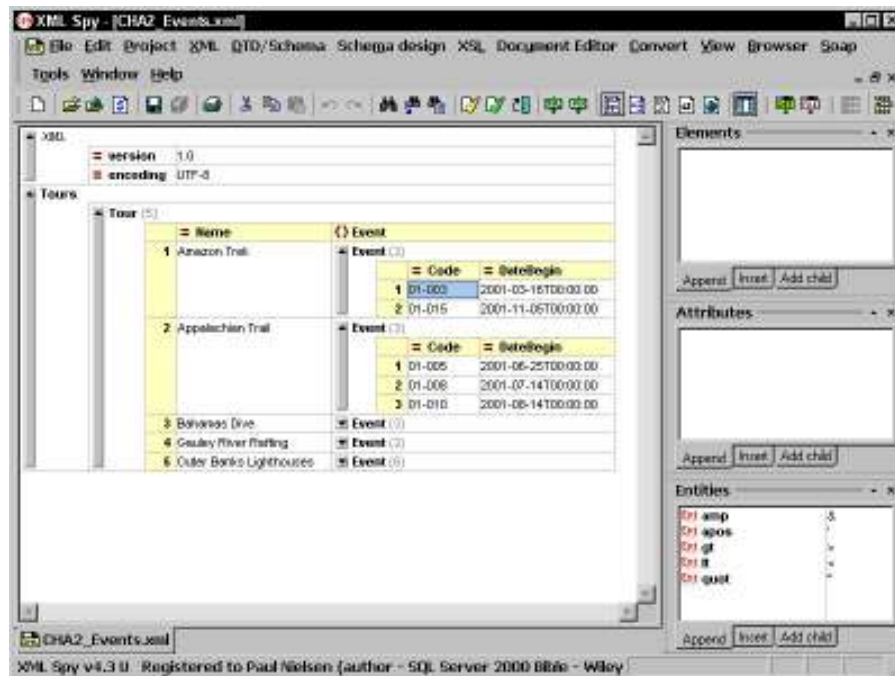 XML Spy - [CHA2_Events.xml]
File Edit Project XML DTD/Schema Schema design XSL Document Editor Convert View Browser Soap
Tools Window Help
XML
= version 1.0
= encoding UTF-8
Tours
Tour (5)
= Name () Event
1 Amazon Trail Event
= Code = DateBegin
1 01-003 2001-03-16T00:00:00
2 01-015 2001-11-05T00:00:00
2 Appalachian Trail Event (3)
= Code = DateBegin
1 01-005 2001-06-25T00:00:00
2 01-008 2001-07-14T00:00:00
3 01-010 2001-08-14T00:00:00
3 Bahamas Dive Event
4 Gauley River Rafting Event
5 Outer Banks Lighthouses Event
Elements
Append Insert Add child
Attributes
Append Insert Add child
Entities
Ent amp &
Ent apos '
Ent gt >
Ent lt <
Ent quot "
Append Insert Add child
CHA2_Events.xml
XML Spy v4.3 U Registered to Paul Nielsen (author - SQL Server 2000 Bible - Wiley